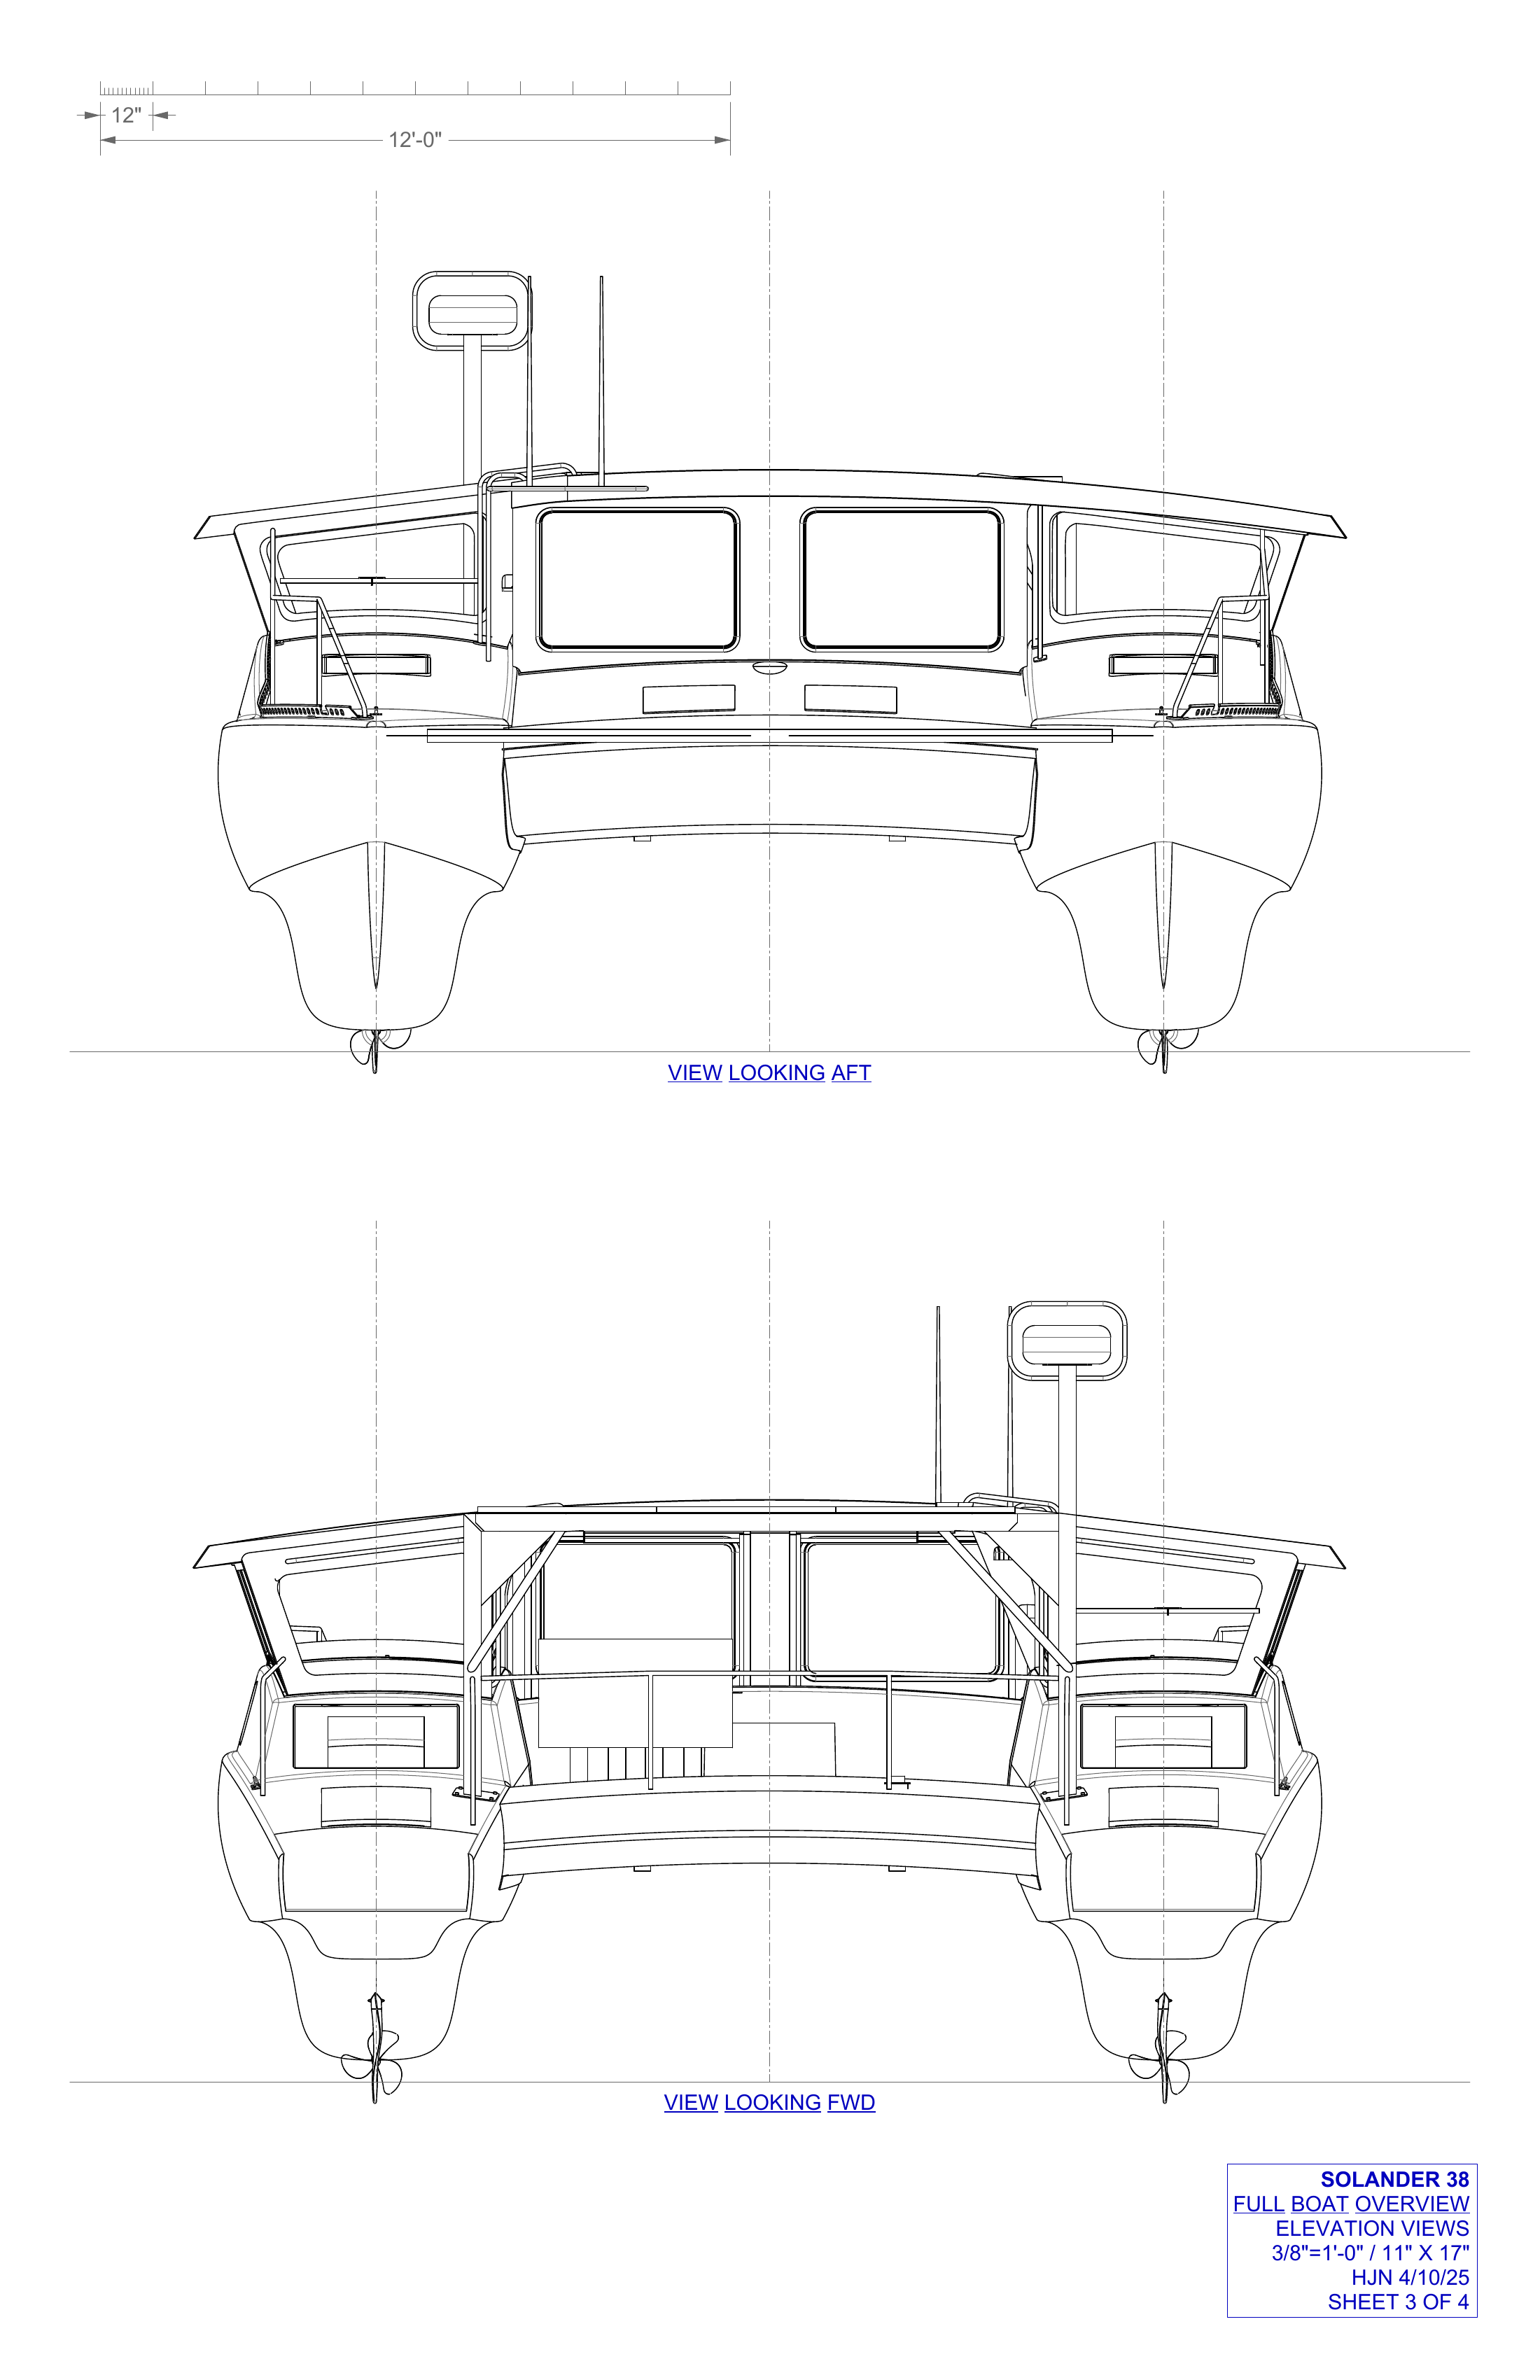 12"
12'-0"
VIEW LOOKING AFT
VIEW LOOKING FWD
SOLANDER 38
FULL BOAT OVERVIEW
ELEVATION VIEWS
3/8"=1'-0" / 11" X 17"
HJN 4/10/25
SHEET 3 OF 4